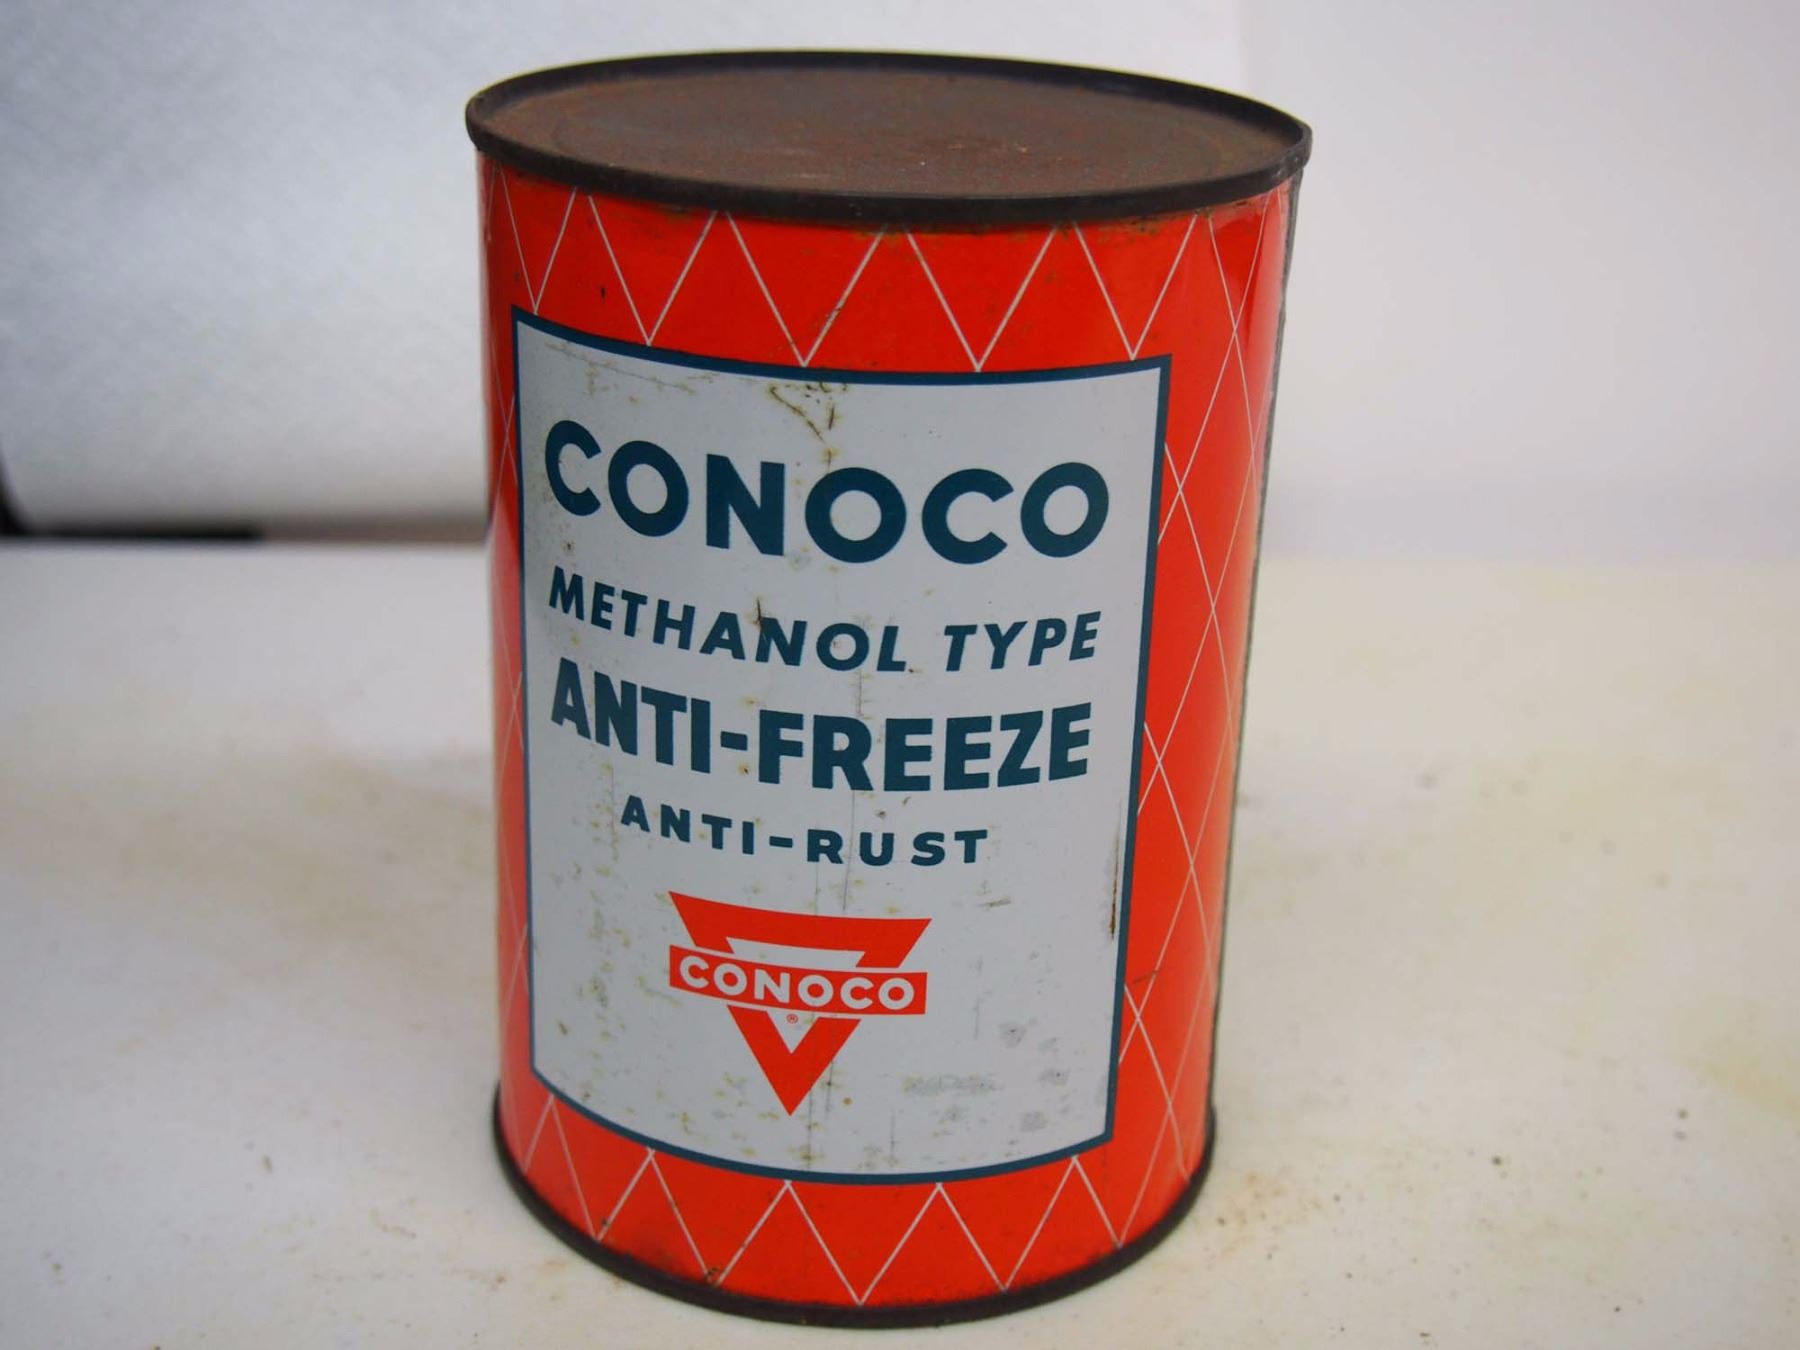 CONOCO
METHANOL TYPE
ANTI-FREEZE
ANTI-RUST
CONOCO
®